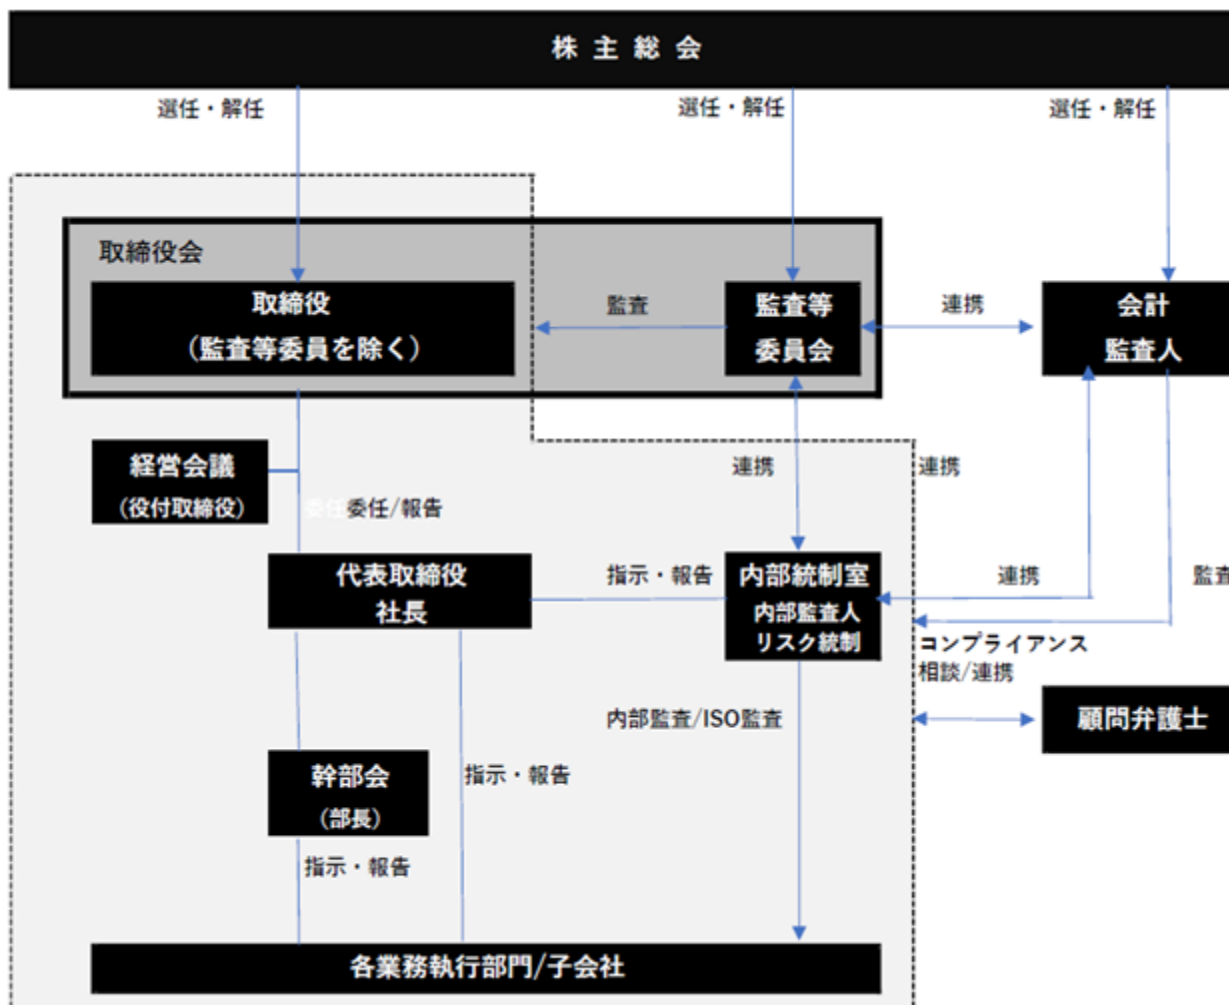 株 主 総 会
選任・解任
選任・解任
選任・解任
取締役会
取締役
（監査等委員を除く）
監査
監査等
委員会
連携
会計
監査人
経営会議
（役付取締役）
委任委任/報告
連携
連携
代表取締役
社長
指示・報告
内部統制室
内部監査人
リスク統制
連携
監査
コンプライアンス
相談/連携
内部監査/ISO監査
顧問弁護士
幹部会
（部長）
指示・報告
指示・報告
各業務執行部門/子会社